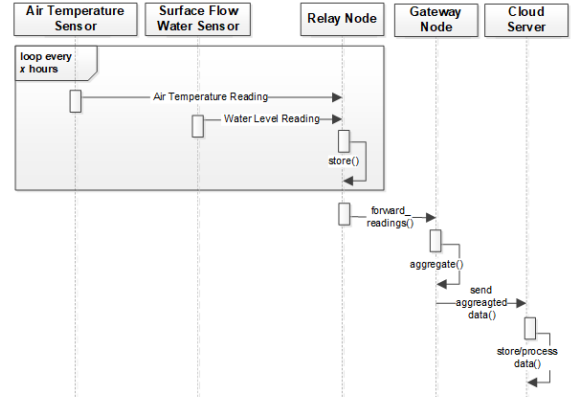 Air Temperature
Sensor
Surface Flow
Water Sensor
Relay Node
Gateway
Node
Cloud
Server
loop every
x hours
Air Temperature Reading
Water Level Reading
store()
forward_
readings()
aggregate()
send
aggreagted
data()
store/process
data()